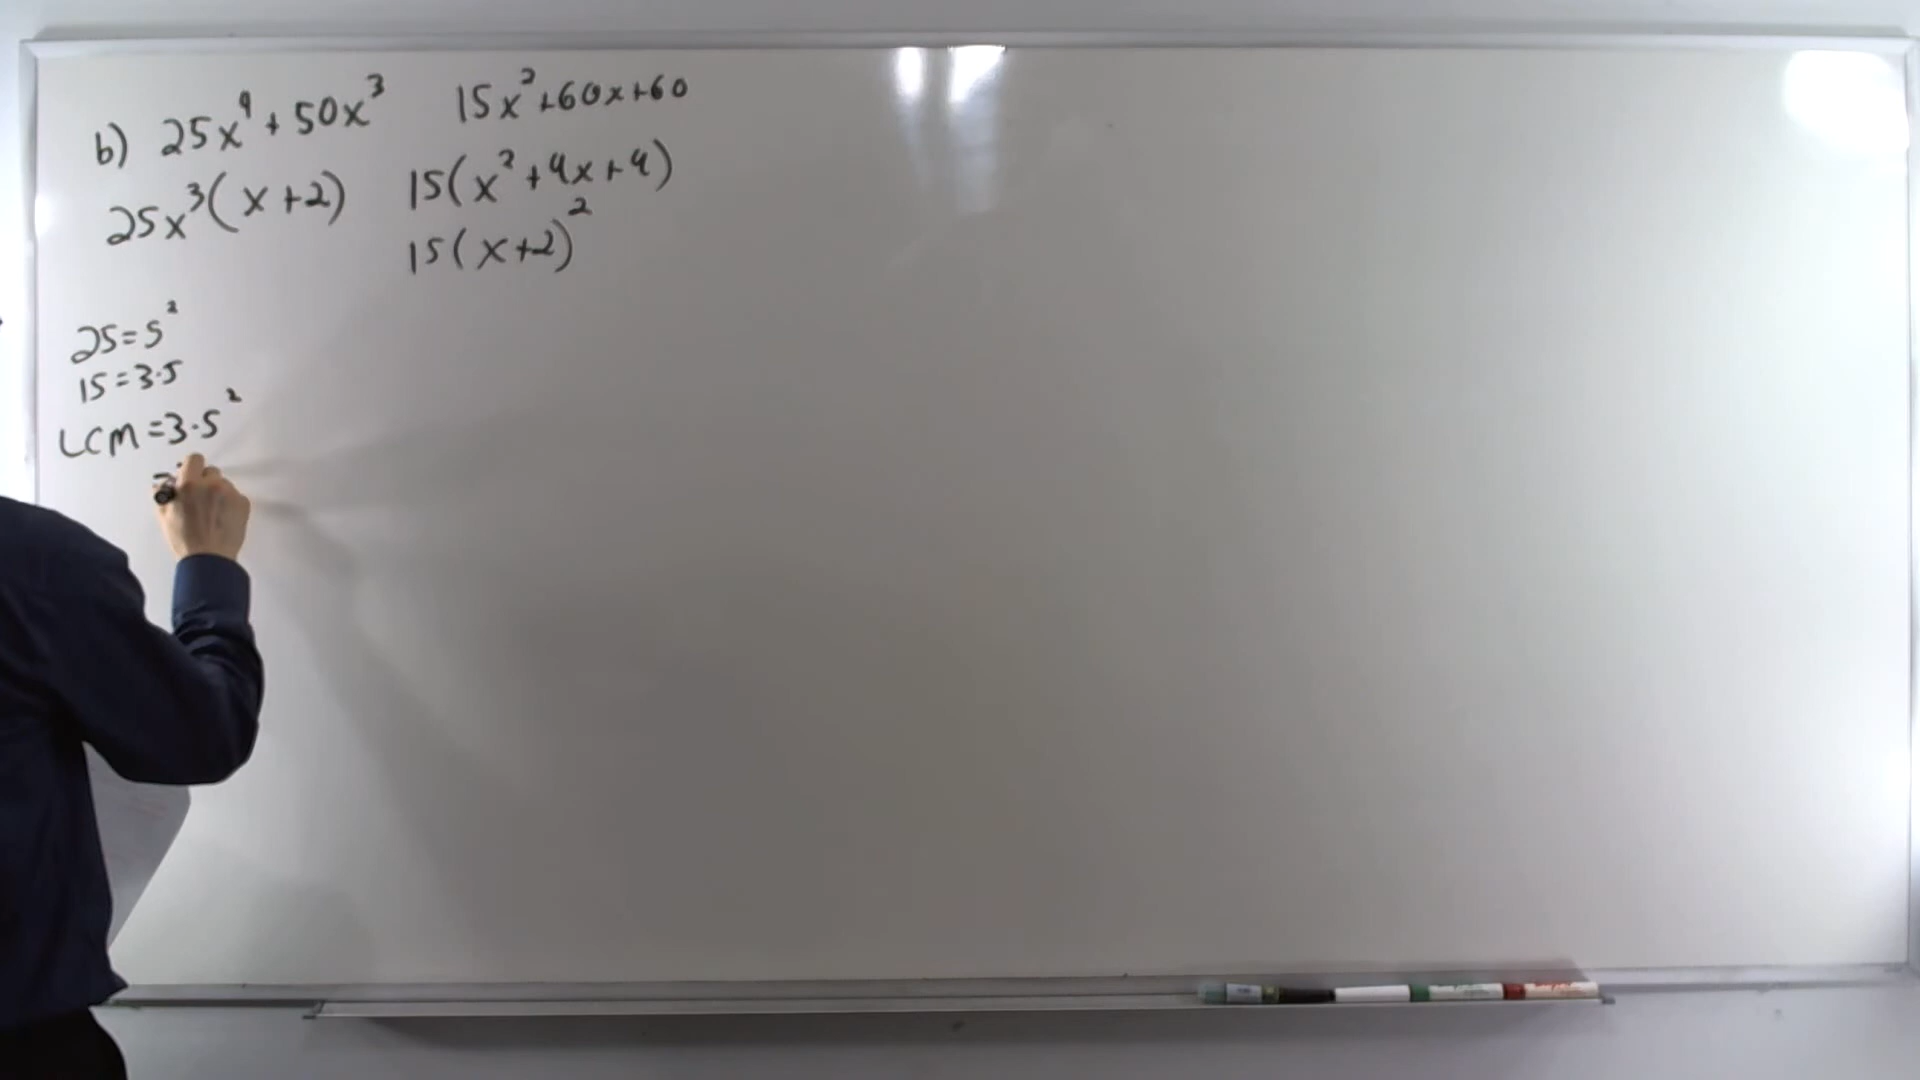 b) 25x⁴ + 50x³ 15x² + 60x + 60
25x³(x + 2) 15(x² + 4x + 4)
15(x + 2)²
25 = 5²
15 = 3·5
LCM = 3·5²
=